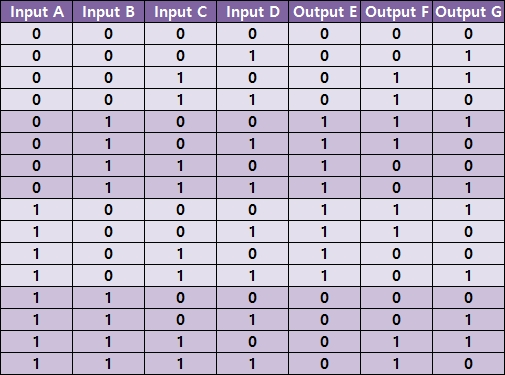 Input A Input B Input C Input D Output E Output F Output G
0 0 0 0 0 0 0
0 0 0 1 0 0 1
0 0 1 0 0 1 1
0 0 1 1 0 1 0
0 1 0 0 1 1 1
0 1 0 1 1 1 0
0 1 1 0 1 0 0
0 1 1 1 1 0 1
1 0 0 0 1 1 1
1 0 0 1 1 1 0
1 0 1 0 1 0 0
1 0 1 1 1 0 1
1 1 0 0 0 0 0
1 1 0 1 0 0 1
1 1 1 0 0 1 1
1 1 1 1 0 1 0